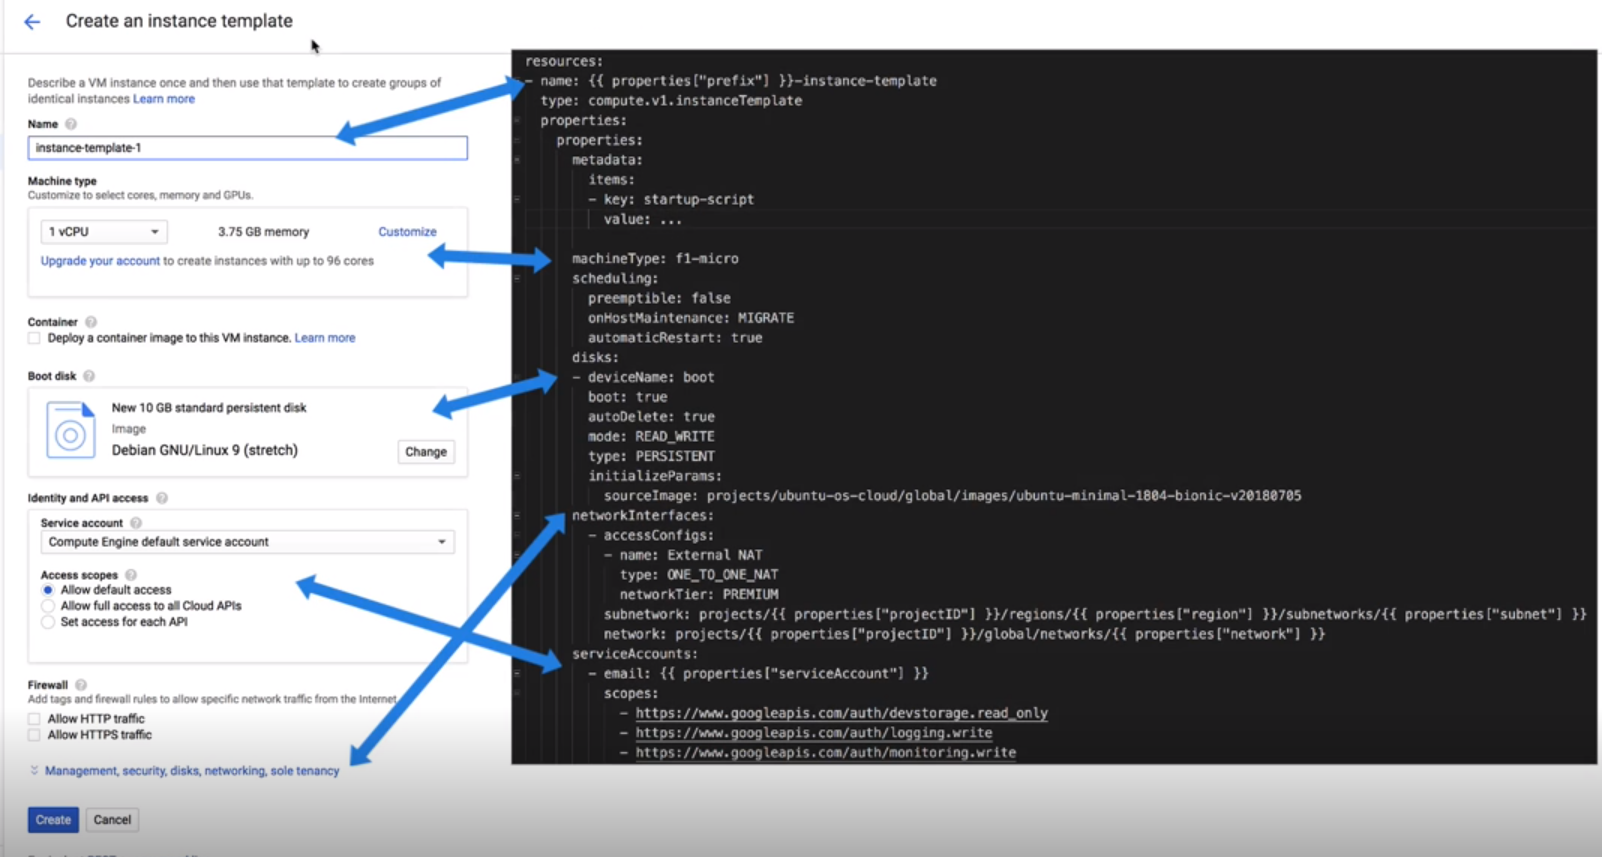 Create an instance template
Describe a VM instance once and then use that template to create groups of
identical instances Learn more
Name
instance-template-1
Machine type
Customize to select cores, memory and GPUs.
1 vCPU
3.75 GB memory
Customize
Upgrade your account to create instances with up to 96 cores
Container
Deploy a container image to this VM instance. Learn more
Boot disk
New 10 GB standard persistent disk
Image
Debian GNU/Linux 9 (stretch)
Change
Identity and API access
Service account
Compute Engine default service account
Access scopes
Allow default access
Allow full access to all Cloud APIs
Set access for each API
Firewall
Add tags and firewall rules to allow specific network traffic from the Internet
Allow HTTP traffic
Allow HTTPS traffic
Management, security, disks, networking, sole tenancy
Create
Cancel
resources:
- name: {{ properties["prefix"] }}-instance-template
type: compute.v1.instanceTemplate
properties:
properties:
metadata:
items:
- key: startup-script
value: ...
machineType: f1-micro
scheduling:
preemptible: false
onHostMaintenance: MIGRATE
automaticRestart: true
disks:
- deviceName: boot
boot: true
autoDelete: true
mode: READ_WRITE
type: PERSISTENT
initializeParams:
sourceImage: projects/ubuntu-os-cloud/global/images/ubuntu-minimal-1804-bionic-v20180705
networkInterfaces:
- accessConfigs:
- name: External NAT
type: ONE_TO_ONE_NAT
networkTier: PREMIUM
subnetwork: projects/{{ properties["projectID"] }}/regions/{{ properties["region"] }}/subnetworks/{{ properties["subnet"] }}
network: projects/{{ properties["projectID"] }}/global/networks/{{ properties["network"] }}
serviceAccounts:
- email: {{ properties["serviceAccount"] }}
scopes:
- https://www.googleapis.com/auth/devstorage.read_only
- https://www.googleapis.com/auth/logging.write
- https://www.googleapis.com/auth/monitoring.write